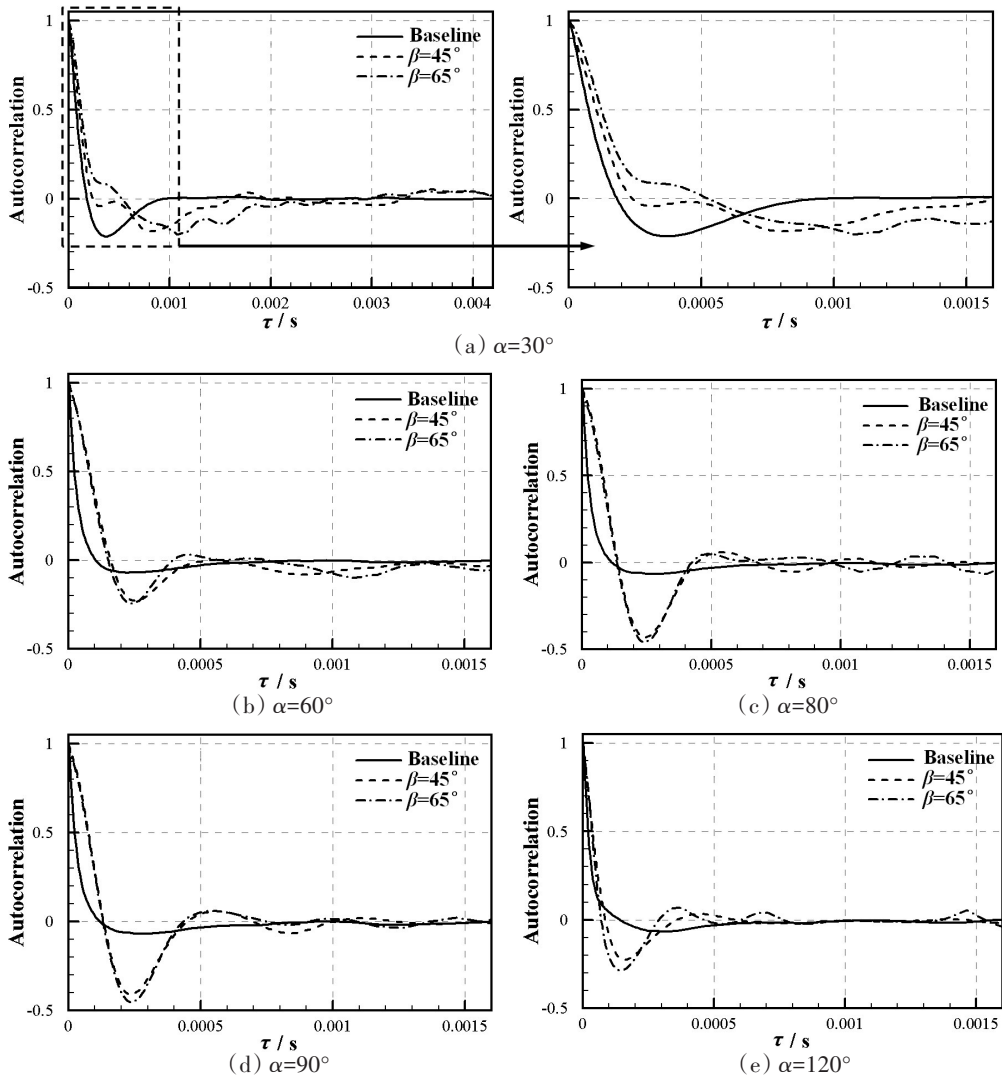 Autocorrelation
1
0.5
0
-0.5
0
0.001
0.002
0.003
0.004
τ / s
Baseline
β=45°
β=65°
Autocorrelation
1
0.5
0
-0.5
0
0.0005
0.001
0.0015
τ / s
(a) α=30°
Autocorrelation
1
0.5
0
-0.5
0
0.0005
0.001
0.0015
τ / s
Baseline
β=45°
β=65°
(b) α=60°
Autocorrelation
1
0.5
0
-0.5
0
0.0005
0.001
0.0015
τ / s
Baseline
β=45°
β=65°
(c) α=80°
Autocorrelation
1
0.5
0
-0.5
0
0.0005
0.001
0.0015
τ / s
Baseline
β=45°
β=65°
(d) α=90°
Autocorrelation
1
0.5
0
-0.5
0
0.0005
0.001
0.0015
τ / s
Baseline
β=45°
β=65°
(e) α=120°